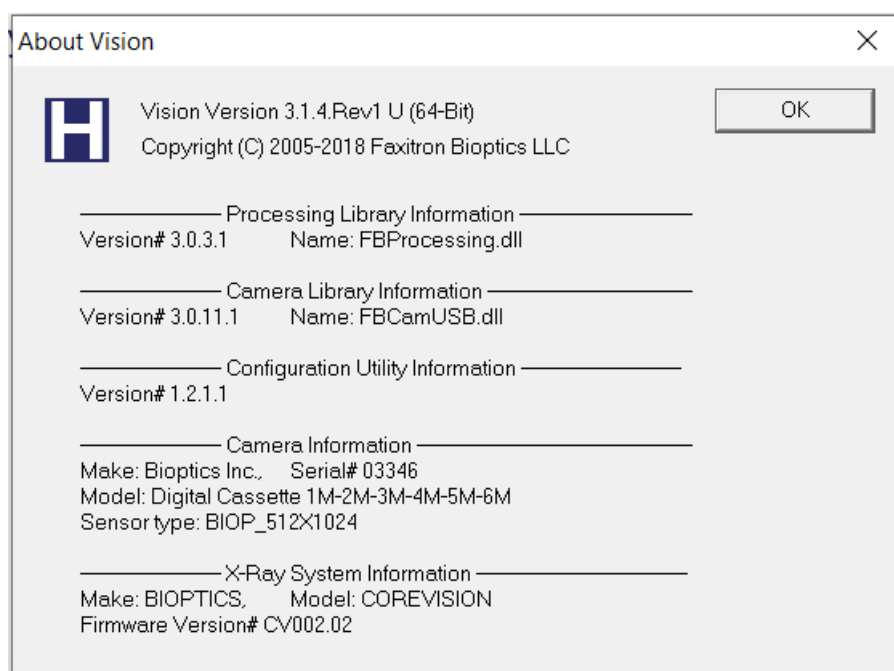 About Vision
H
Vision Version 3.1.4.Rev1 U (64-Bit)
OK
Copyright (C) 2005-2018 Faxitron Bioptics LLC
Processing Library Information
Version# 3.0.3.1 Name: FBProcessing.dll
Camera Library Information
Version# 3.0.11.1 Name: FBCamUSB.dll
Configuration Utility Information
Version# 1.2.1.1
Camera Information
Make: Bioptics Inc., Serial# 03346
Model: Digital Cassette 1M-2M-3M-4M-5M-6M
Sensor type: BIOP_512X1024
X-Ray System Information
Make: BIOPTICS, Model: COREVISION
Firmware Version# CV002.02